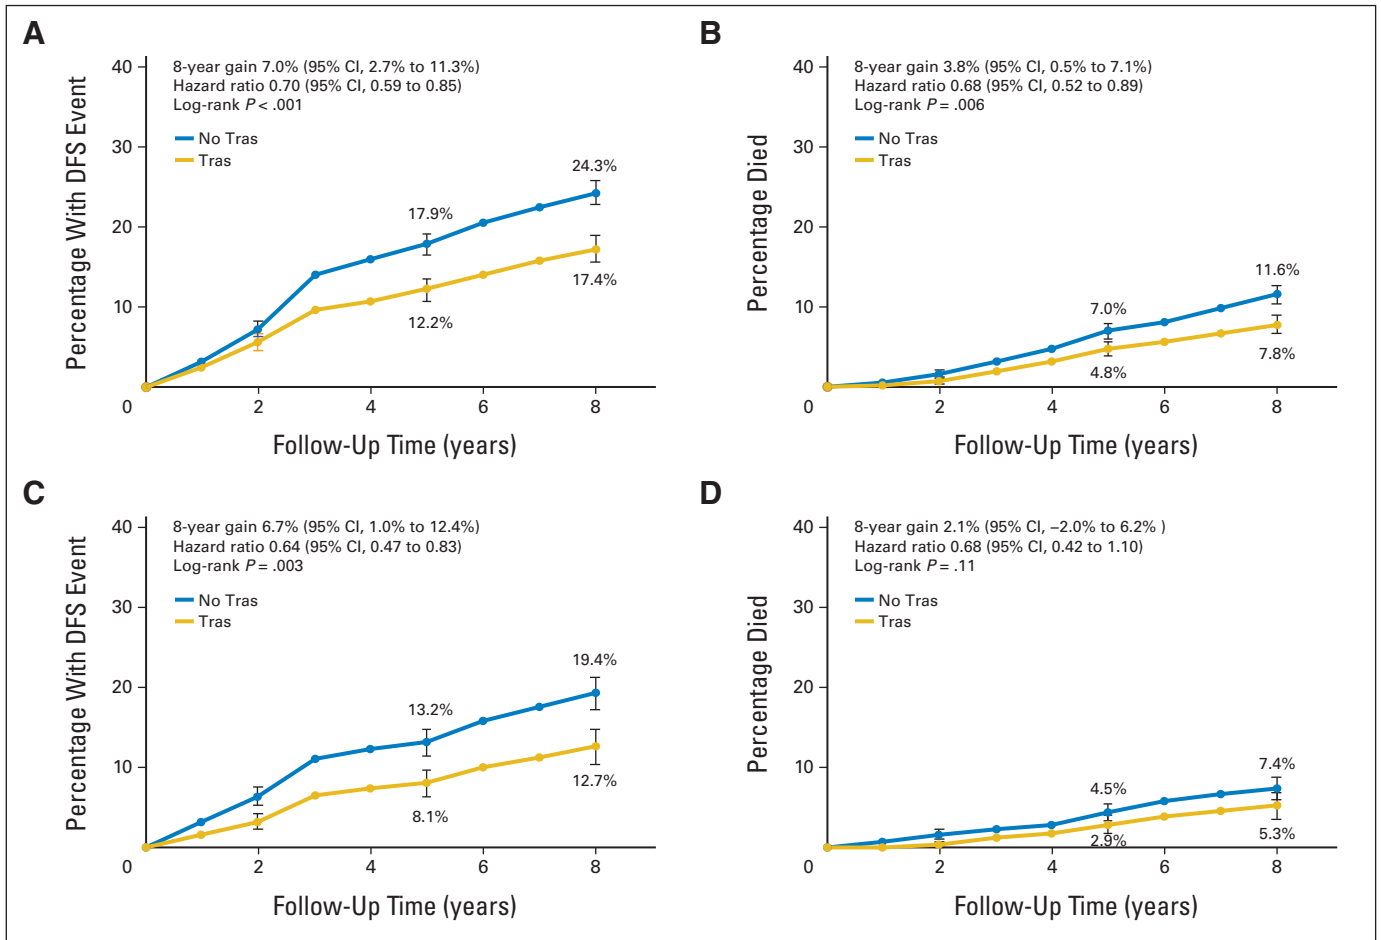 A
40
30
20
10
0
2
4
6
8
Percentage With DFS Event
Follow-Up Time (years)
8-year gain 7.0% (95% CI, 2.7% to 11.3%)
Hazard ratio 0.70 (95% CI, 0.59 to 0.85)
Log-rank P < .001
No Tras
Tras
24.3%
17.9%
17.4%
12.2%
B
40
30
20
10
0
2
4
6
8
Percentage Died
Follow-Up Time (years)
8-year gain 3.8% (95% CI, 0.5% to 7.1%)
Hazard ratio 0.68 (95% CI, 0.52 to 0.89)
Log-rank P = .006
No Tras
Tras
11.6%
7.0%
7.8%
4.8%
C
40
30
20
10
0
2
4
6
8
Percentage With DFS Event
Follow-Up Time (years)
8-year gain 6.7% (95% CI, 1.0% to 12.4%)
Hazard ratio 0.64 (95% CI, 0.47 to 0.83)
Log-rank P = .003
No Tras
Tras
19.4%
13.2%
12.7%
8.1%
D
40
30
20
10
0
2
4
6
8
Percentage Died
Follow-Up Time (years)
8-year gain 2.1% (95% CI, –2.0% to 6.2% )
Hazard ratio 0.68 (95% CI, 0.42 to 1.10)
Log-rank P = .11
No Tras
Tras
7.4%
4.5%
5.3%
2.9%